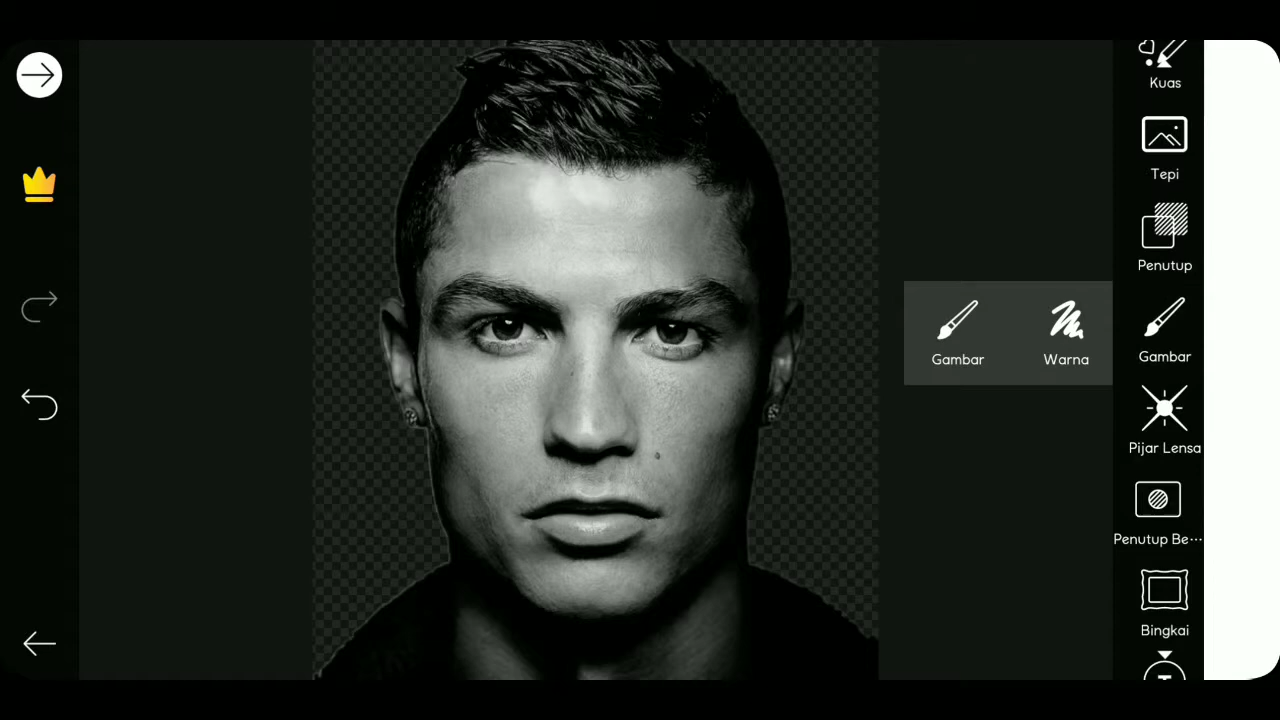 Kuas
Tepi
Penutup
Gambar
Warna
Gambar
Pijar Lensa
Penutup Be···
Bingkai